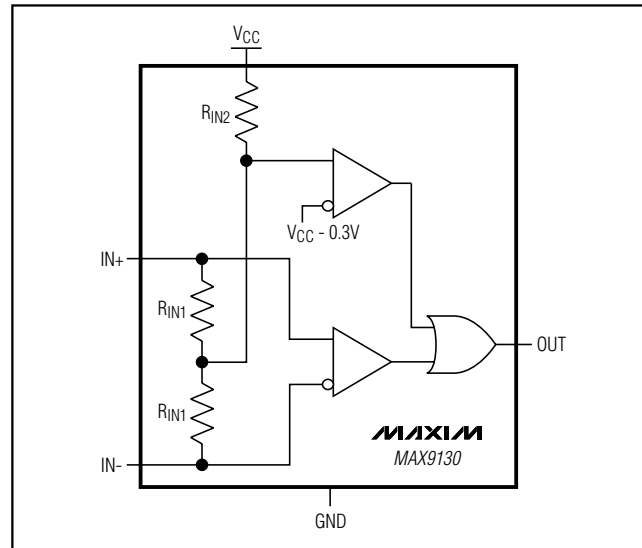 VCC
RIN2
VCC - 0.3V
IN+
RIN1
OUT
RIN1
MAXIM
MAX9130
IN-
GND